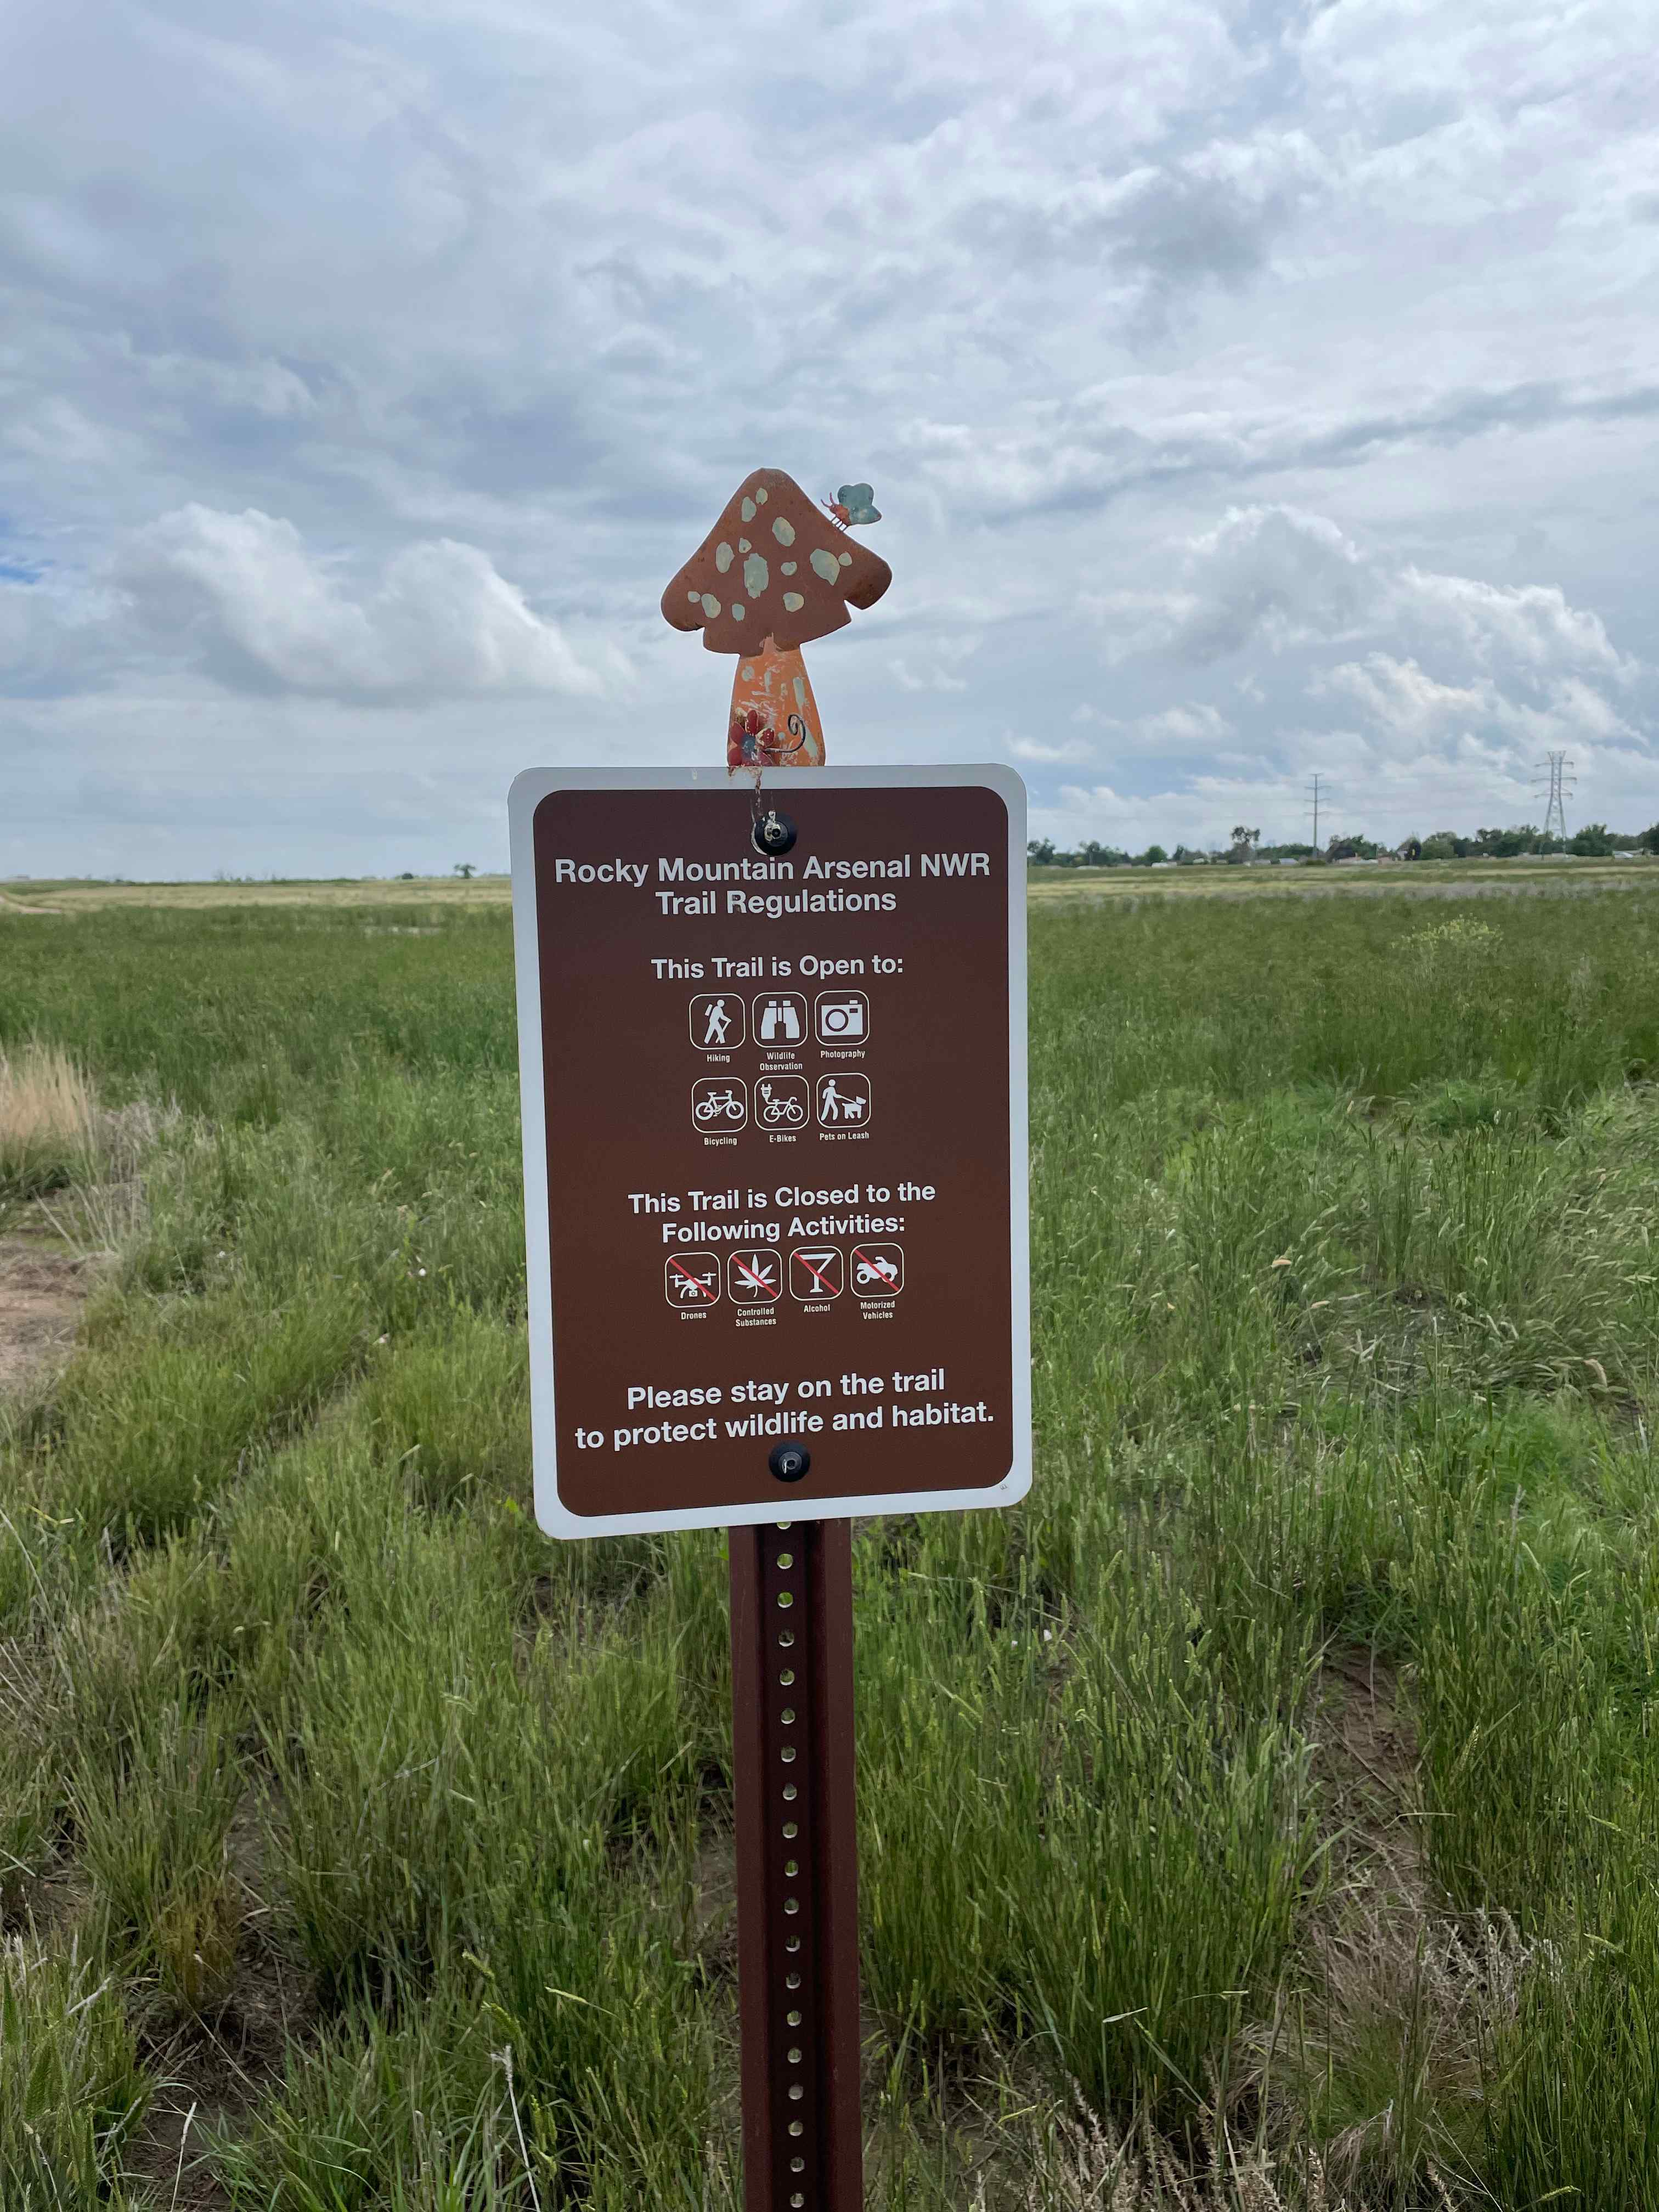 Rocky Mountain Arsenal NWR
Trail Regulations
This Trail is Open to:
Hiking
Wildlife
Observation
Photography
Bicycling
E-Bikes
Pets on Leash
This Trail is Closed to the
Following Activities:
Drones
Controlled
Substances
Alcohol
Motorized
Vehicles
Please stay on the trail
to protect wildlife and habitat.